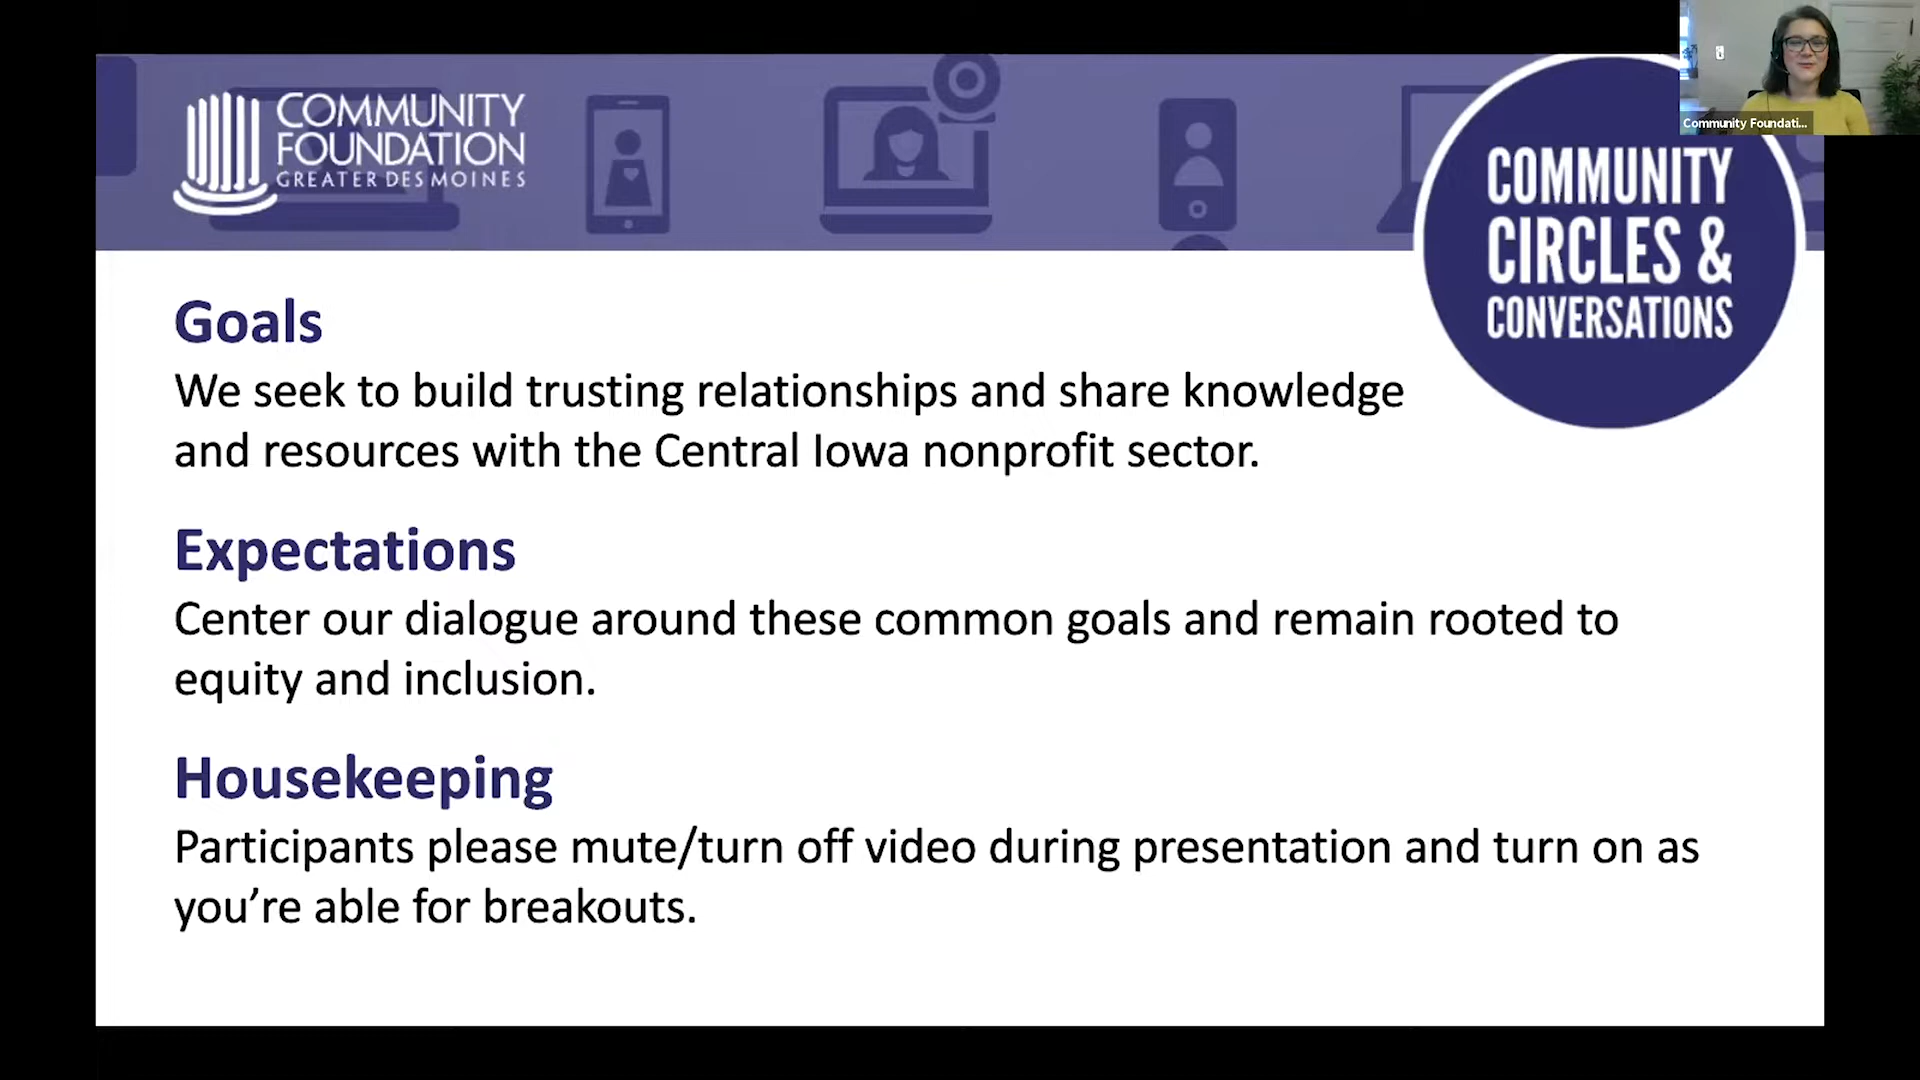 COMMUNITY
FOUNDATION
GREATER DES MOINES
Community Foundati...
COMMUNITY
CIRCLES &
CONVERSATIONS
Goals
We seek to build trusting relationships and share knowledge
and resources with the Central Iowa nonprofit sector.
Expectations
Center our dialogue around these common goals and remain rooted to
equity and inclusion.
Housekeeping
Participants please mute/turn off video during presentation and turn on as
you’re able for breakouts.